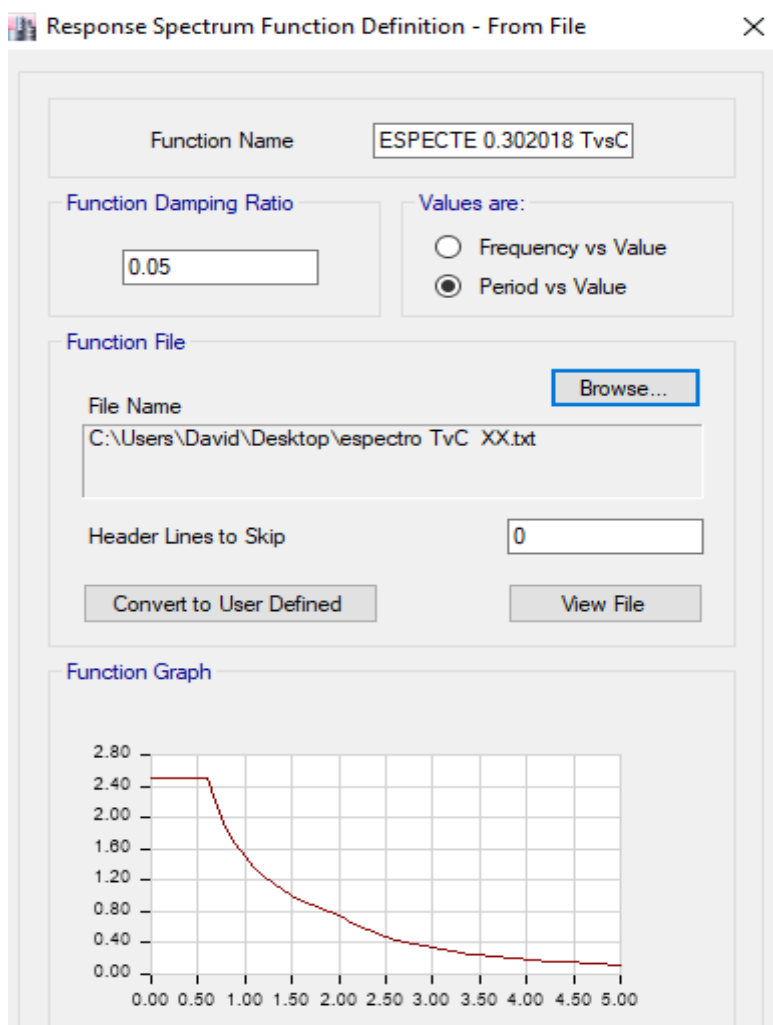 Response Spectrum Function Definition - From File
Function Name
ESPECTE 0.302018 TvsC
Function Damping Ratio
0.05
Values are:
Frequency vs Value
Period vs Value
Function File
Browse...
File Name
C:\Users\David\Desktop\espectro TvC XX.txt
Header Lines to Skip
0
Convert to User Defined
View File
Function Graph
2.80
2.40
2.00
1.60
1.20
0.80
0.40
0.00
0.00 0.50 1.00 1.50 2.00 2.50 3.00 3.50 4.00 4.50 5.00